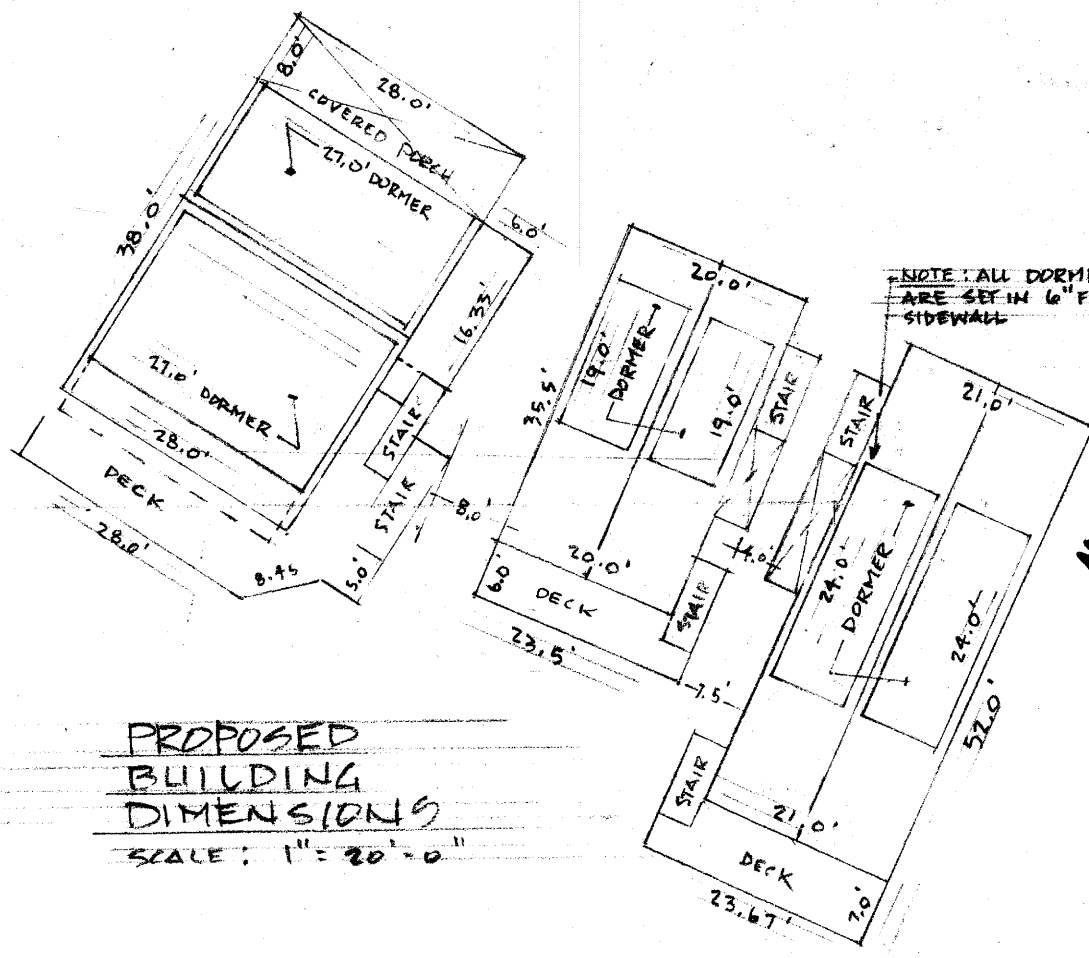 8.0'
28.0'
COVERED PORCH
27.0' DORMER
38.0'
6.0'
16.33'
27.0' DORMER
28.0'
STAIR
STAIR
DECK
28.0'
8.45
5.0'
8.0'
20.0'
19.0'
DORMER
19.0'
35.5'
STAIR
20.0'
6.0'
DECK
STAIR
23.5'
7.5'
4.0'
NOTE: ALL DORME
ARE SET IN 6" F
SIDEWALL
21.0'
STAIR
24.0'
DORMER
24.0'
52.0'
STAIR
21.0'
DECK
23.67'
7.0'
PROPOSED
BUILDING
DIMENSIONS
SCALE: 1" = 20'-0"